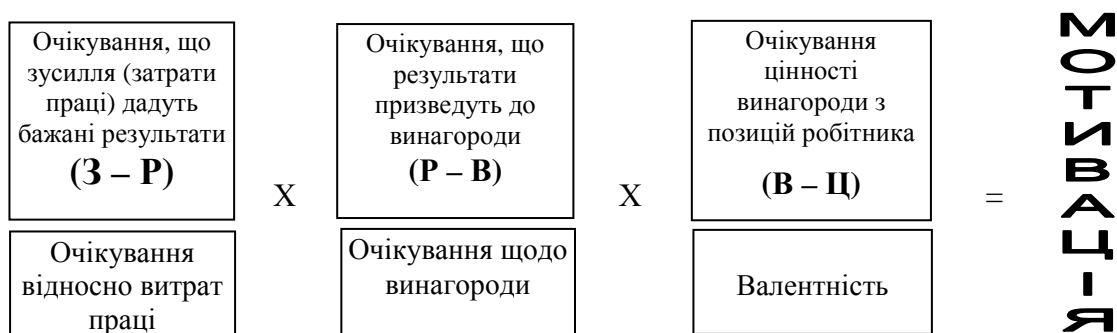 Очікування, що
зусилля (затрати
праці) дадуть
бажані результати
(З – Р)
Х
Очікування, що
результати
призведуть до
винагороди
(Р – В)
Х
Очікування
цінності
винагороди з
позицій робітника
(В – Ц)
=
МОТИВАЦІЯ
Очікування
відносно витрат
праці
Очікування щодо
винагороди
Валентність